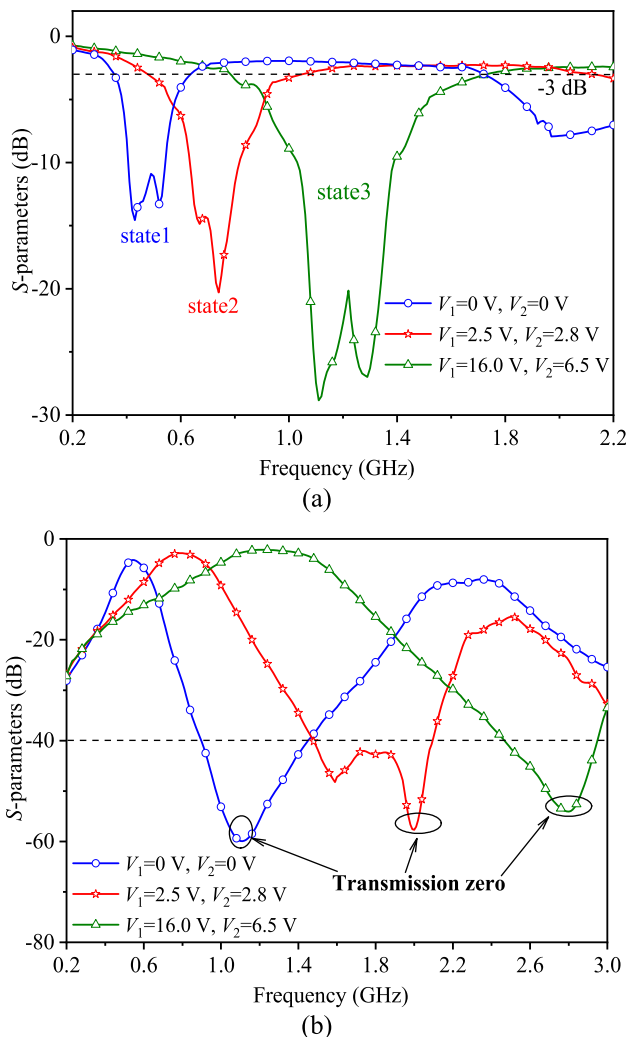 0
-10
-20
-30
S-parameters (dB)
-3 dB
state1
state2
state3
V1=0 V, V2=0 V
V1=2.5 V, V2=2.8 V
V1=16.0 V, V2=6.5 V
0.2 0.6 1.0 1.4 1.8 2.2
Frequency (GHz)
(a)
0
-20
-40
-60
-80
S-parameters (dB)
Transmission zero
V1=0 V, V2=0 V
V1=2.5 V, V2=2.8 V
V1=16.0 V, V2=6.5 V
0.2 0.6 1.0 1.4 1.8 2.2 2.6 3.0
Frequency (GHz)
(b)